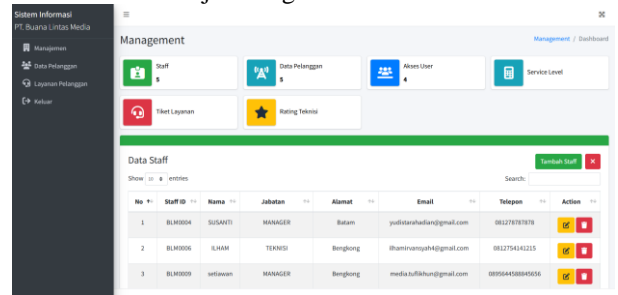 Sistem Informasi
PT. Buana Lintas Media
Manajemen
Data Pelanggan
Layanan Pelanggan
Keluar
Management
Management / Dashboard
Staff
5
Data Pelanggan
5
Akses User
4
Service Level
Tiket Layanan
Rating Teknisi
Data Staff
Tambah Staff
Show 10 entries
Search:
No Staff ID Nama Jabatan Alamat Email Telepon Action
1 BLM0004 SUSANTI MANAGER Batam yudistarahadian@gmail.com 081278787878
2 BLM0006 ILHAM TEKNISI Bengkong ilhamirvansyah4@gmail.com 0812754141215
3 BLM0009 setiawan MANAGER Bengkong media.tuflikhun@gmail.com 0895644588845656